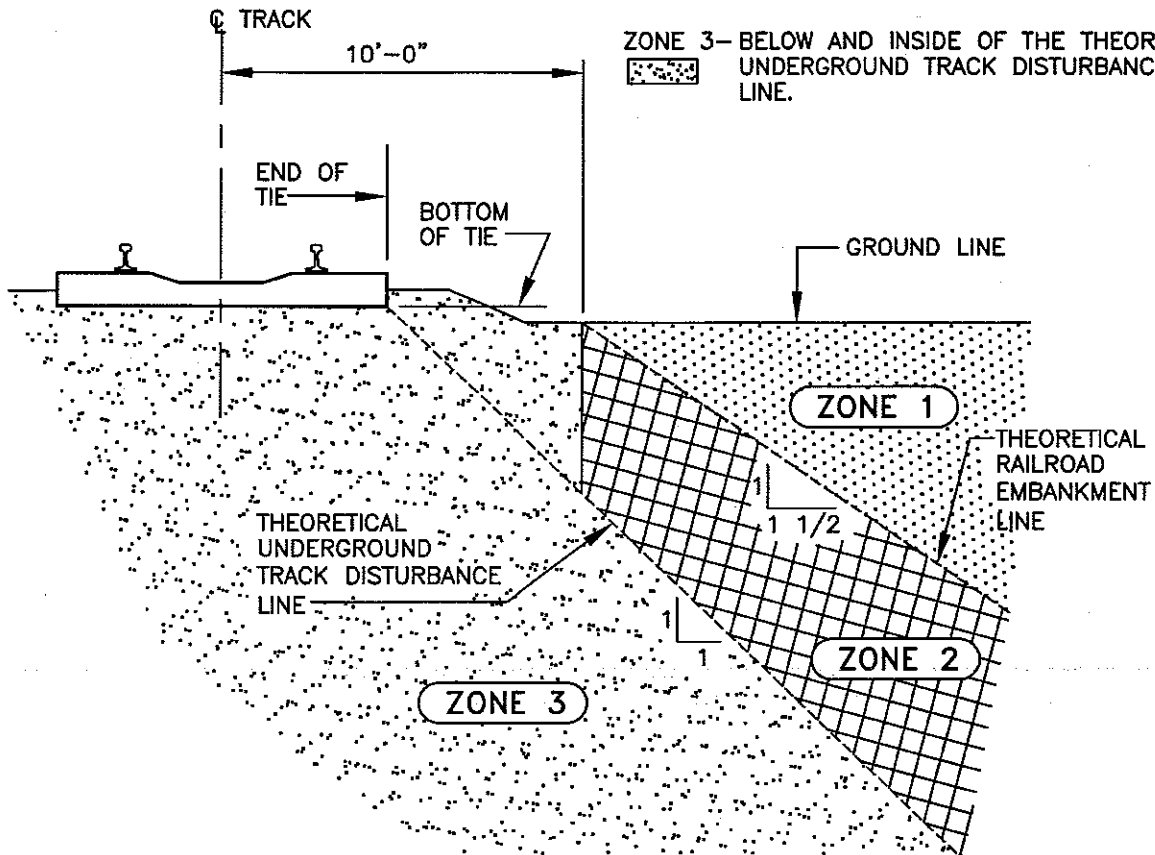 ℄ TRACK
10'-0"
ZONE 3- BELOW AND INSIDE OF THE THEOR
UNDERGROUND TRACK DISTURBANC
LINE.
END OF
TIE
BOTTOM
OF TIE
GROUND LINE
ZONE 1
THEORETICAL
RAILROAD
EMBANKMENT
LINE
1
1 1/2
THEORETICAL
UNDERGROUND
TRACK DISTURBANCE
LINE
1
1
ZONE 2
ZONE 3